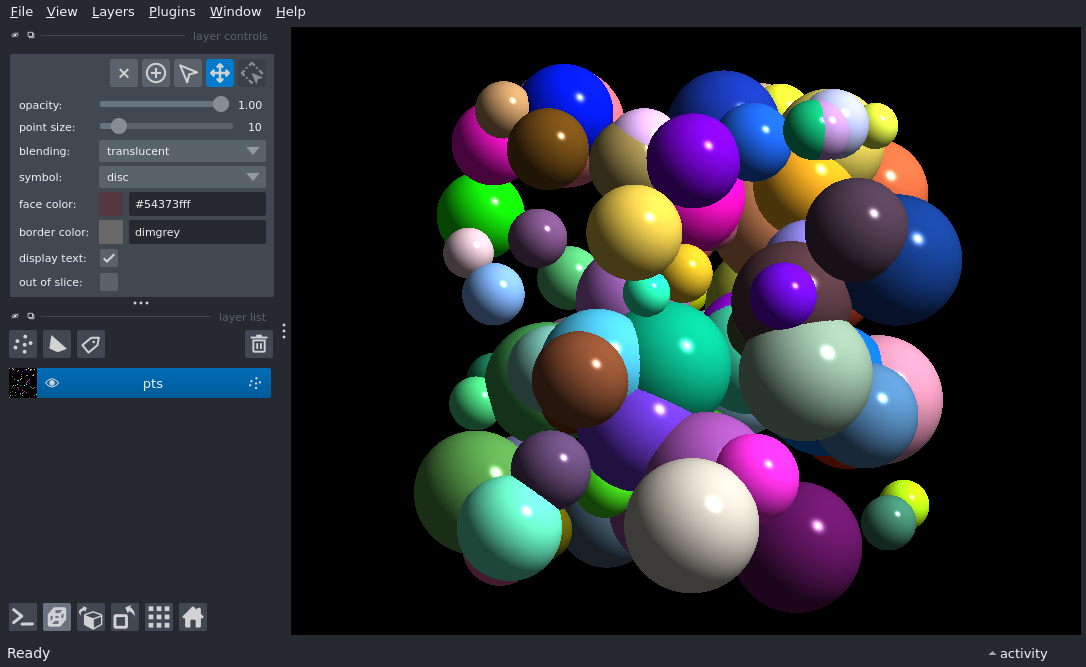 File View Layers Plugins Window Help
layer controls
opacity: 1.00
point size: 10
blending: translucent
symbol: disc
face color: #54373fff
border color: dimgrey
display text:
out of slice:
layer list
pts
Ready
activity